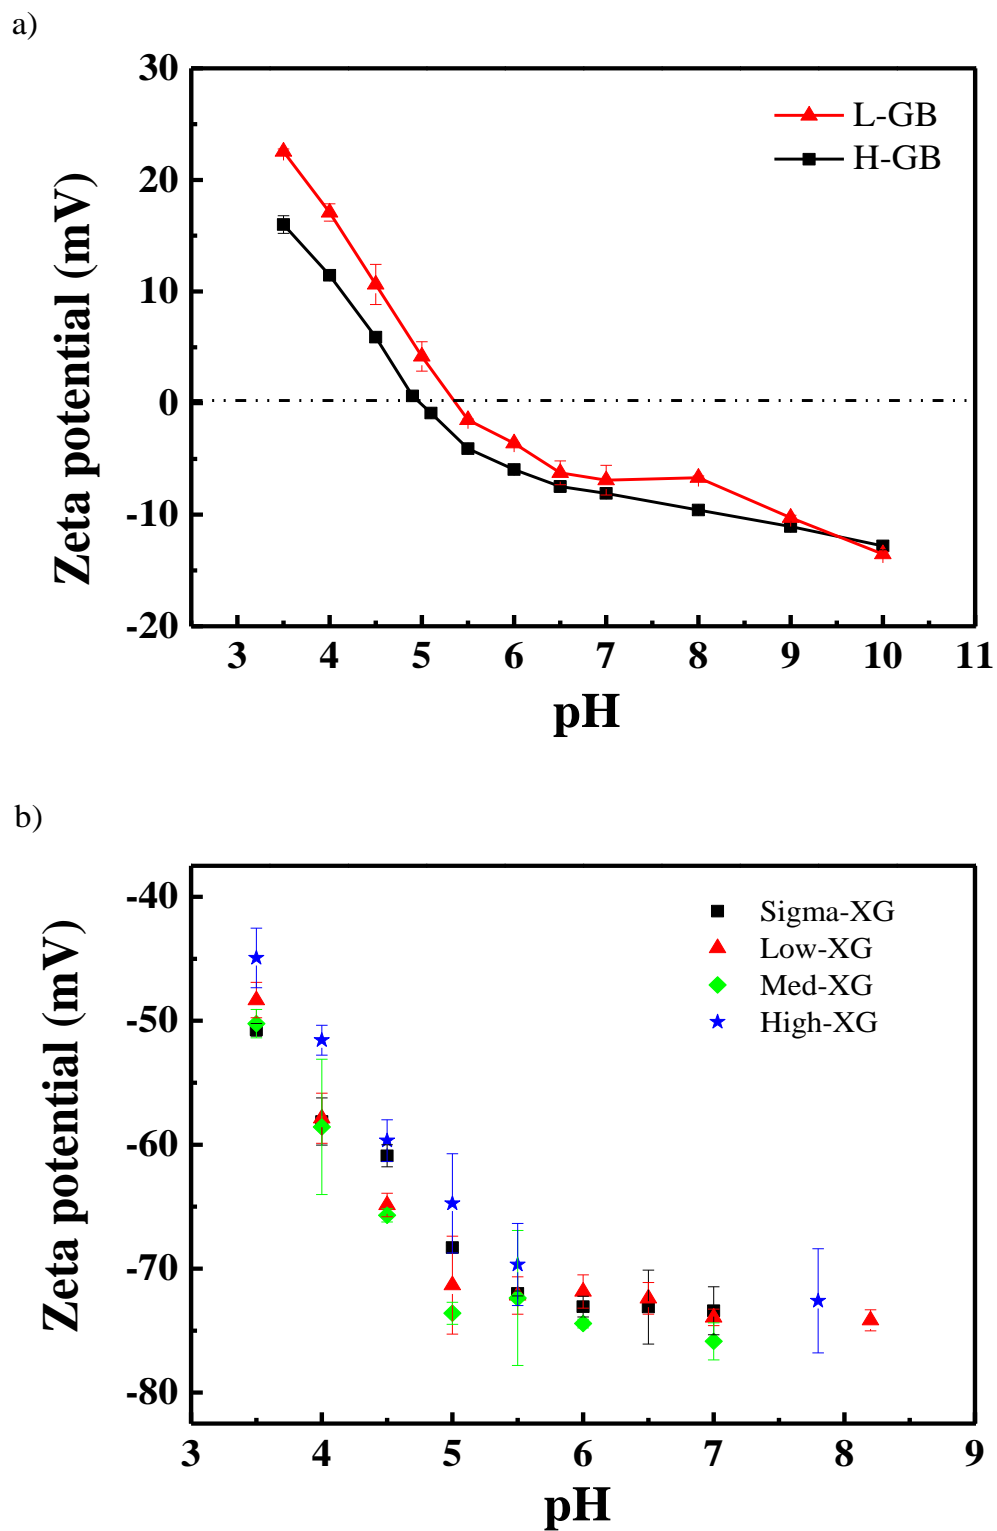 a)
30
20
10
0
-10
-20
Zeta potential (mV)
L-GB
H-GB
3 4 5 6 7 8 9 10 11
pH
b)
-40
-50
-60
-70
-80
Zeta potential (mV)
Sigma-XG
Low-XG
Med-XG
High-XG
3 4 5 6 7 8 9
pH